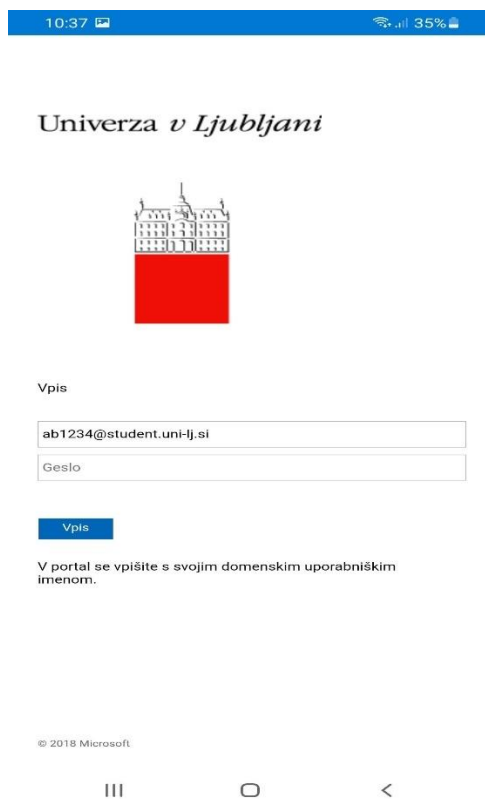 10:37 35%
Univerza v Ljubljani
Vpis
ab1234@student.uni-lj.si
Geslo
Vpis
V portal se vpišite s svojim domenskim uporabniškim
imenom.
© 2018 Microsoft